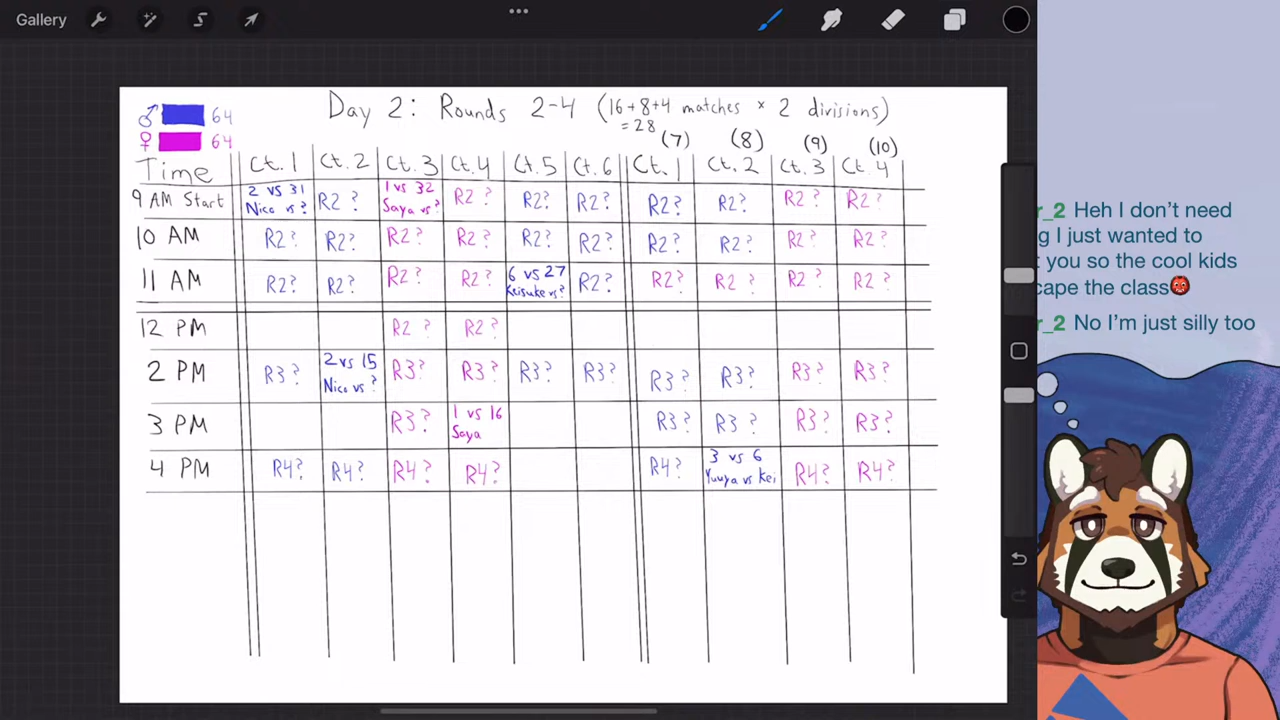 Gallery
♂ 64
♀ 64
Day 2: Rounds 2-4 (16+8+4 matches × 2 divisions)
=28
(7) (8) (9) (10)
Time Ct. 1 Ct. 2 Ct. 3 Ct. 4 Ct. 5 Ct. 6 Ct. 1 Ct. 2 Ct. 3 Ct. 4
9 AM Start 2 vs 31 R2 ? 1 vs 32 R2 ? R2? R2? R2? R2? R2? R2?
Nico vs ? Saya vs ?
10 AM R2? R2? R2? R2? R2? R2? R2? R2? R2? R2?
11 AM R2? R2? R2? R2? 6 vs 27 R2? R2? R2? R2? R2?
Keisuke vs ?
12 PM R2 ? R2 ?
2 PM R3? 2 vs 15 R3? R3? R3? R3? R3? R3? R3? R3?
Nico vs ?
3 PM R3? 1 vs 16 R3? R3? R3? R3?
Saya
4 PM R4? R4? R4? R4? R4? 3 vs 6 R4? R4?
Yuuya vs Kei
r_2 Heh I don't need
g I just wanted to
t you so the cool kids
cape the class
r_2 No I'm just silly too